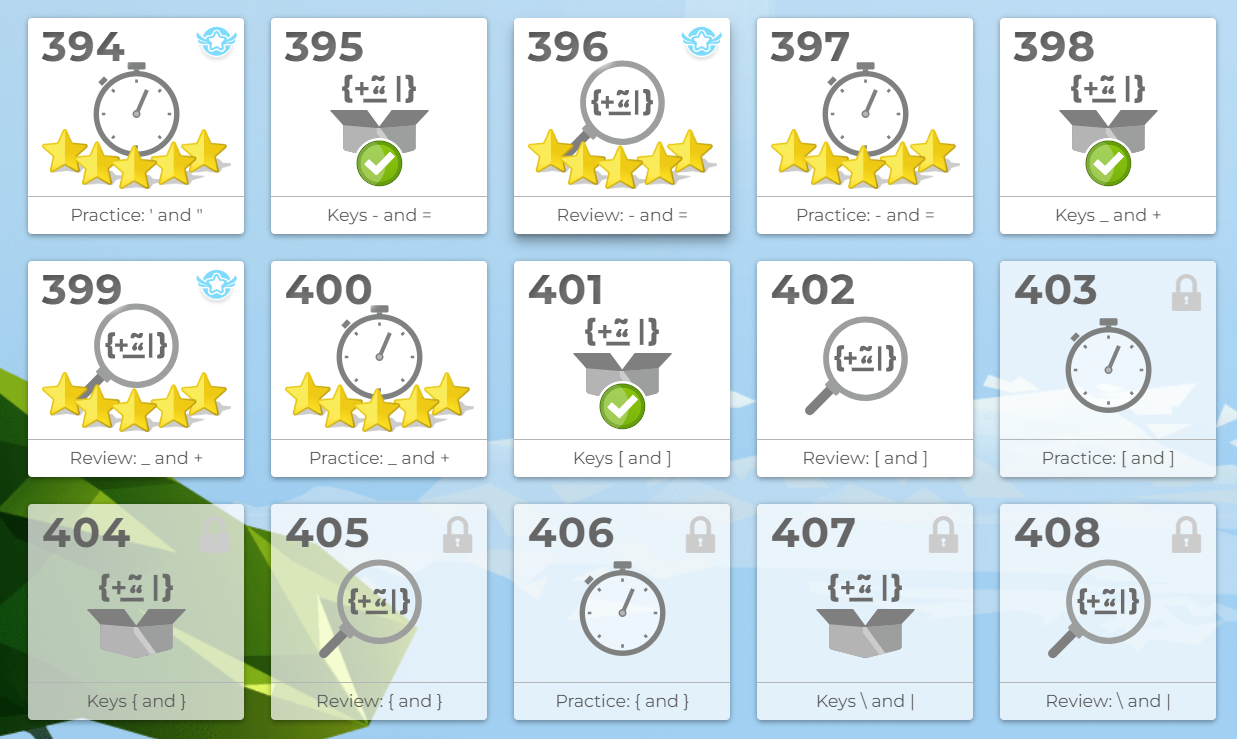 394
395
396
397
398
{+ã |}
{+ã|}
{+ã |}
Practice: ' and "
Keys - and =
Review: - and =
Practice: - and =
Keys _ and +
399
400
401
402
403
{+ã|}
{+ã |}
{+ã|}
Review: _ and +
Practice: _ and +
Keys [ and ]
Review: [ and ]
Practice: [ and ]
404
405
406
407
408
{+ã |}
{+ã|}
{+ã |}
{+ã|}
Keys { and }
Review: { and }
Practice: { and }
Keys \ and |
Review: \ and |